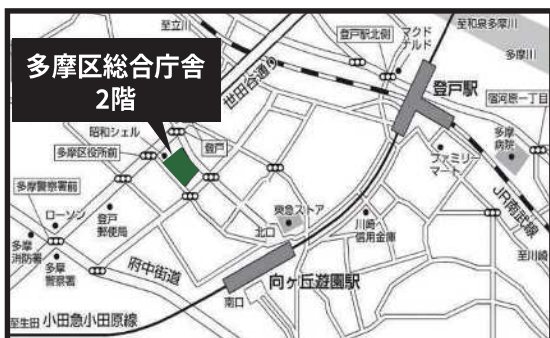 多摩区総合庁舎
2階
至立川
世田谷通り
登戸駅北側
マクド
ナルド
至和泉多摩川
多摩川
登戸駅
宿河原一丁目
昭和シェル
多摩区役所前
登戸
多摩
病院
ファミリー
マート
多摩警察署前
ローソン
登戸
郵便局
東急ストア
北口
川崎
信用金庫
JR南武線
至川崎
多摩
消防署
多摩
警察署
府中街道
向ヶ丘遊園駅
南口
至生田 小田急小田原線